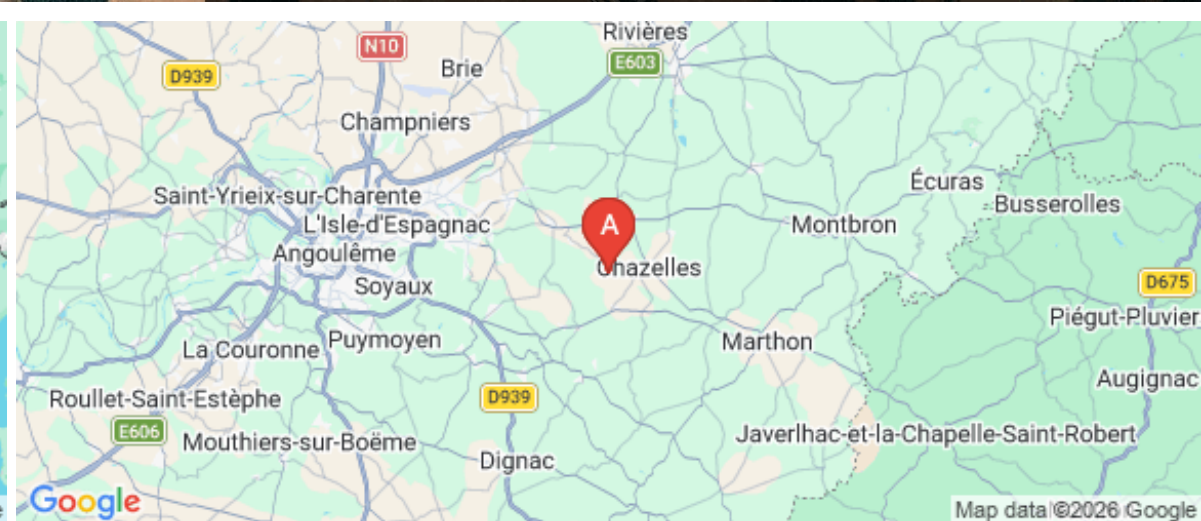 Rivières
N10
E603
D939
Brie
Champniers
Saint-Yrieix-sur-Charente
Écuras
Busserolles
L'Isle-d'Espagnac
A
Montbron
Angoulême
Chazelles
Soyaux
D675
Piégut-Pluvier
La Couronne
Puymoyen
Marthon
Augignac
Roullet-Saint-Estèphe
D939
E606
Mouthiers-sur-Boëme
Javerlhac-et-la-Chapelle-Saint-Robert
Dignac
Google
Map data ©2026 Google